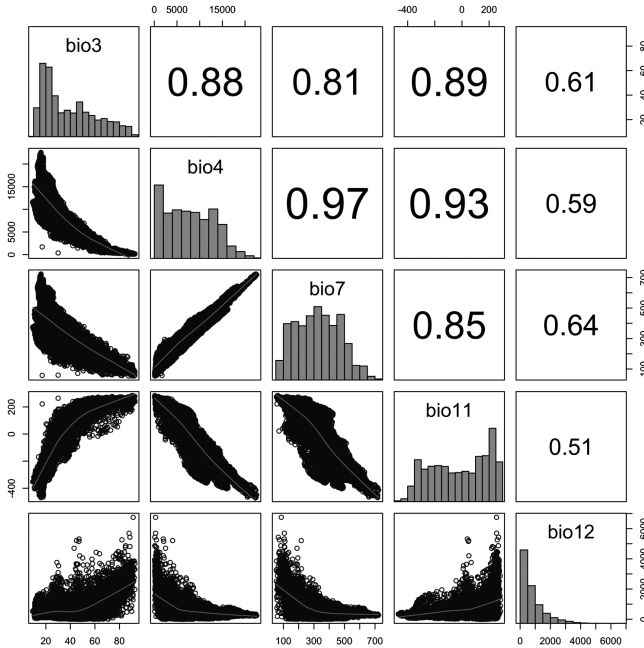 0 5000 15000 -400 0 200
bio3 0.88 0.81 0.89 0.61 20 40 60 80
0 5000 15000 bio4 0.97 0.93 0.59
bio7 0.85 0.64 100 300 500 700
-400 0 200 bio11 0.51
bio12 0 2000 4000 6000
20 40 60 80 100 300 500 700 0 2000 4000 6000